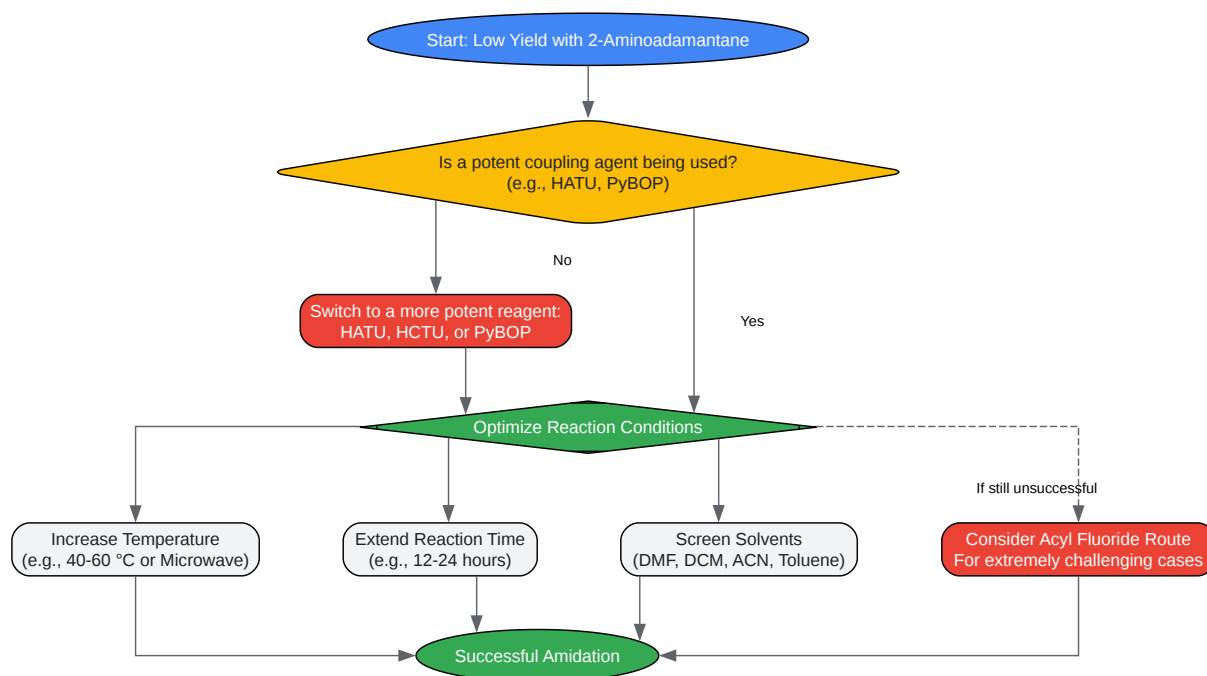 Start: Low Yield with 2-Aminoadamantane
Is a potent coupling agent being used?
(e.g., HATU, PyBOP)
No
Switch to a more potent reagent:
HATU, HCTU, or PyBOP
Yes
Optimize Reaction Conditions
If still unsuccessful
Increase Temperature
(e.g., 40-60 °C or Microwave)
Extend Reaction Time
(e.g., 12-24 hours)
Screen Solvents
(DMF, DCM, ACN, Toluene)
Consider Acyl Fluoride Route
For extremely challenging cases
Successful Amidation